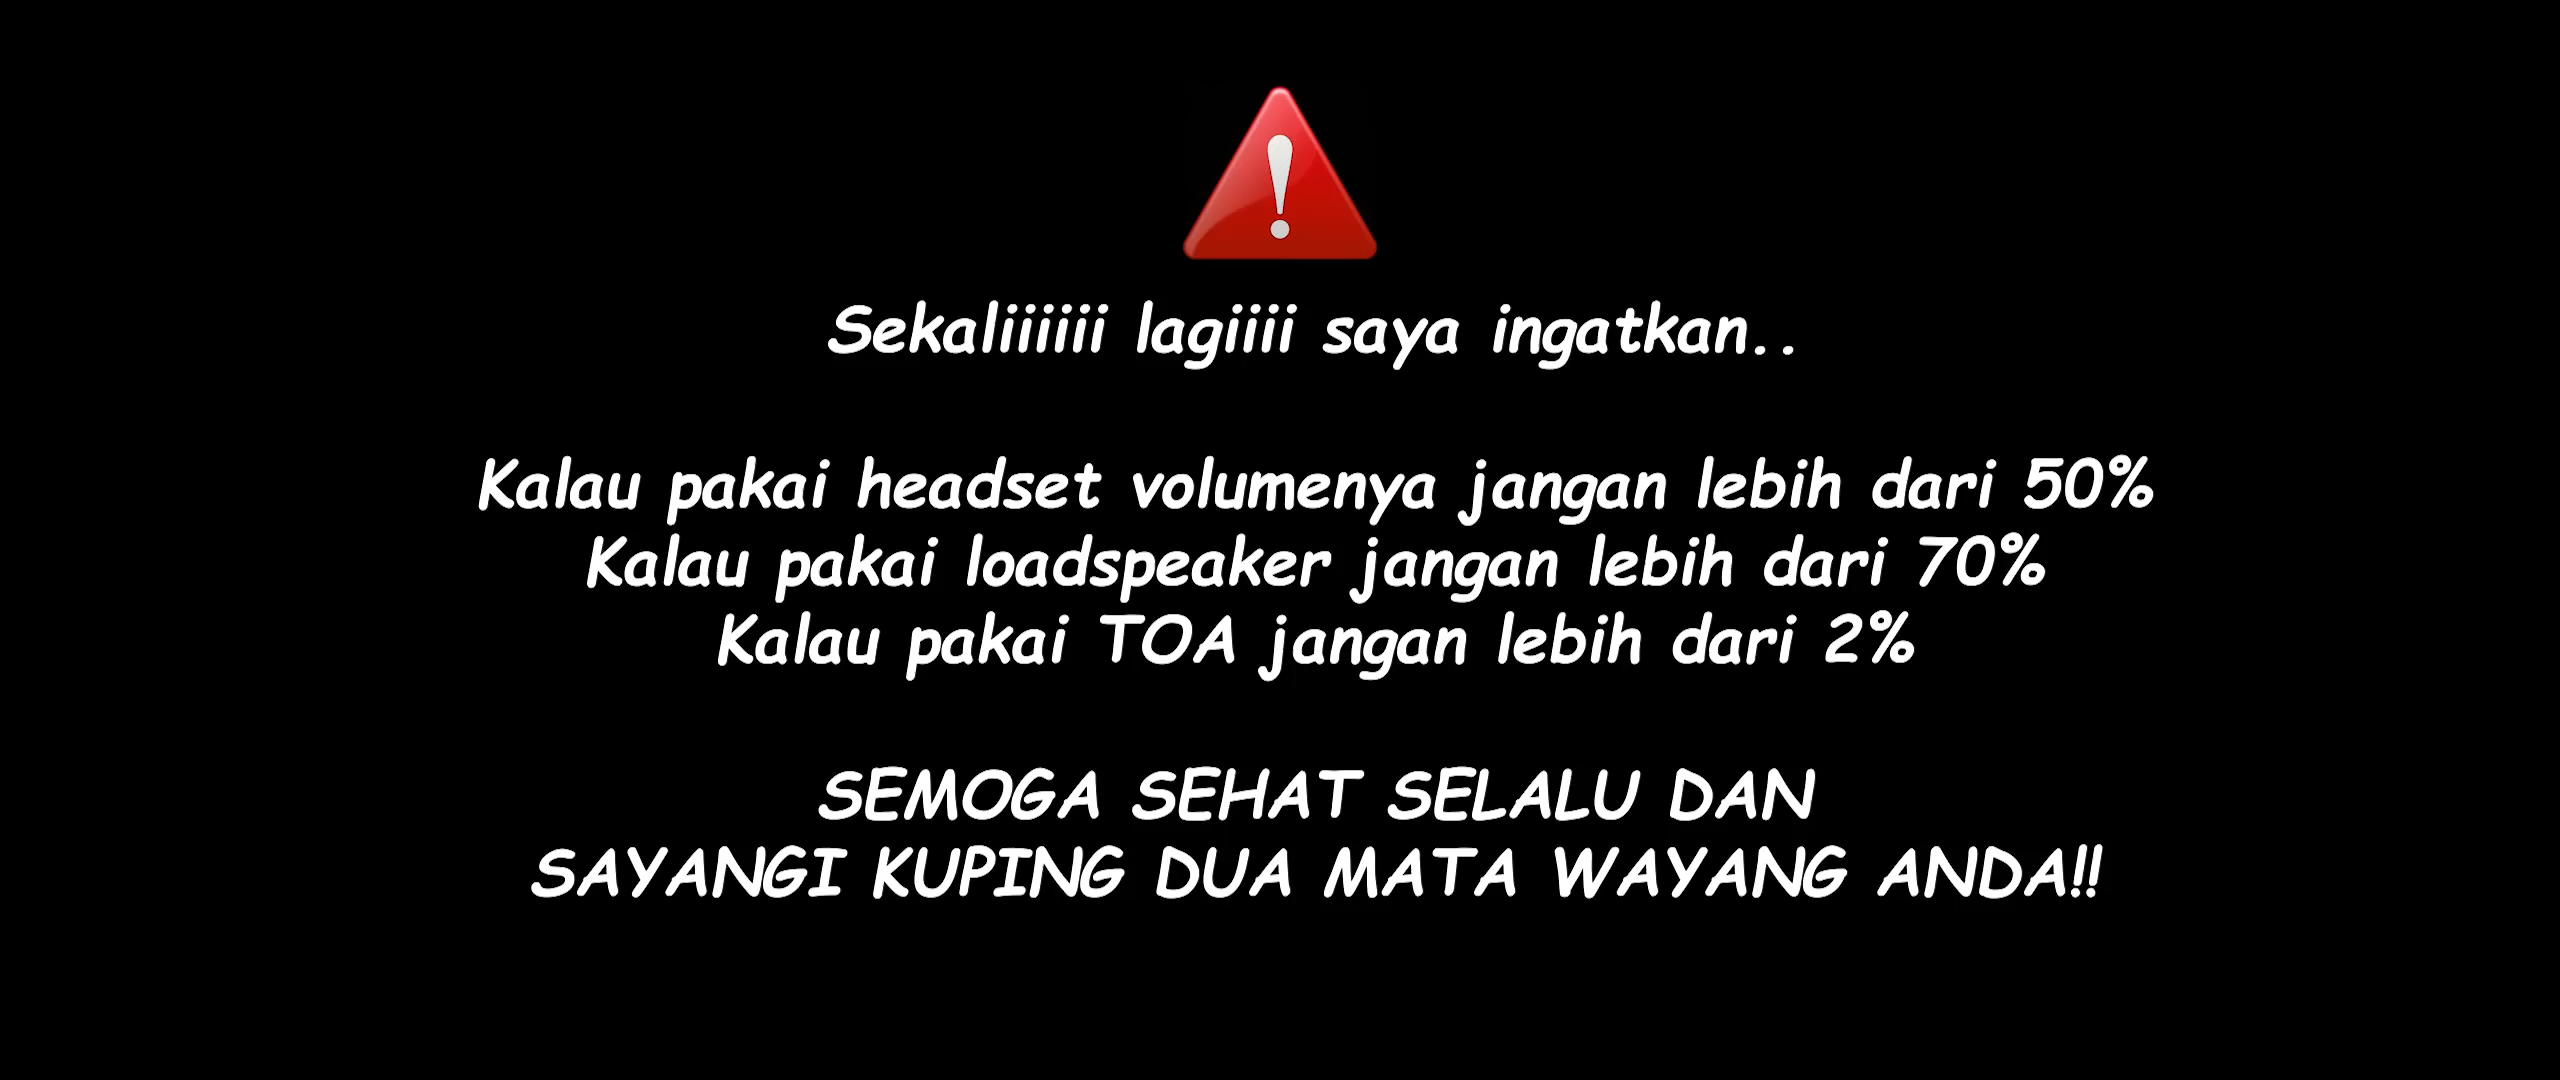 Sekaliiiiii lagiiii saya ingatkan..
Kalau pakai headset volumenya jangan lebih dari 50%
Kalau pakai loadspeaker jangan lebih dari 70%
Kalau pakai TOA jangan lebih dari 2%
SEMOGA SEHAT SELALU DAN
SAYANGI KUPING DUA MATA WAYANG ANDA!!